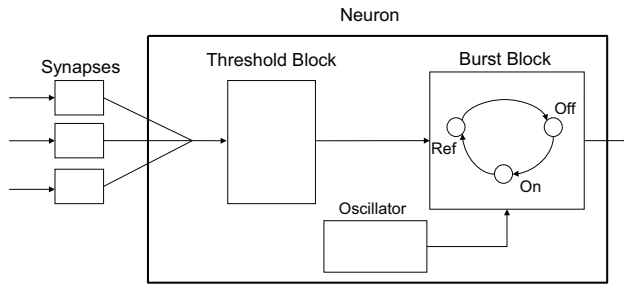 Neuron
Synapses
Threshold Block
Burst Block
Off
Ref
On
Oscillator